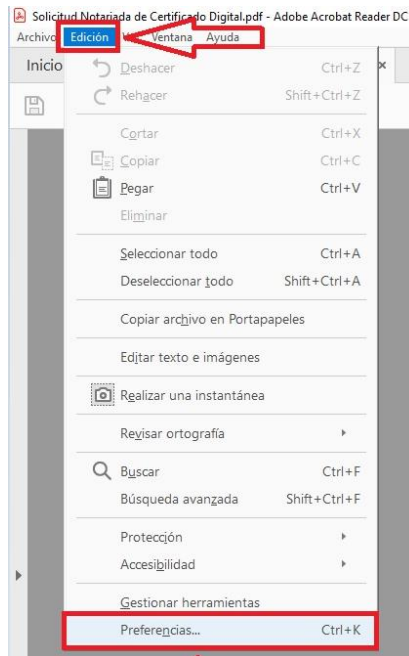 Solicitud Notariada de Certificado Digital.pdf - Adobe Acrobat Reader DC
Archivo Edición Ventana Ayuda
Inicio
Deshacer Ctrl+Z
Rehacer Shift+Ctrl+Z
Cortar Ctrl+X
Copiar Ctrl+C
Pegar Ctrl+V
Eliminar
Seleccionar todo Ctrl+A
Deseleccionar todo Shift+Ctrl+A
Copiar archivo en Portapapeles
Editar texto e imágenes
Realizar una instantánea
Revisar ortografía
Buscar Ctrl+F
Búsqueda avanzada Shift+Ctrl+F
Protección
Accesibilidad
Gestionar herramientas
Preferencias... Ctrl+K